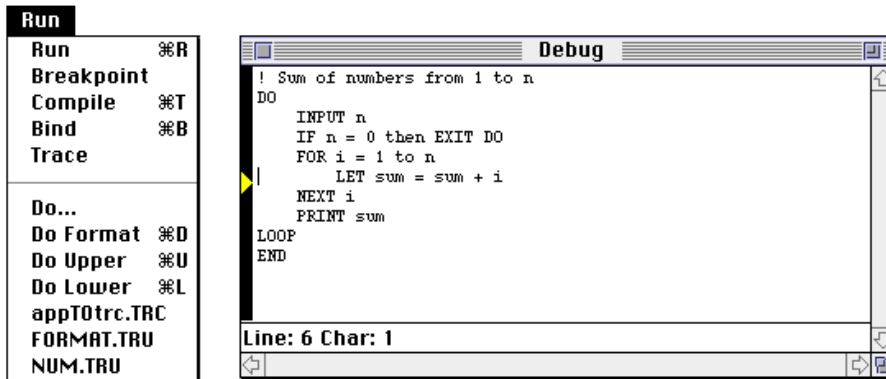 Run
Run ⌘R
Breakpoint
Compile ⌘T
Bind ⌘B
Trace
Do...
Do Format ⌘D
Do Upper ⌘U
Do Lower ⌘L
appTOtrc.TRC
FORMAT.TRU
NUM.TRU
Debug
! Sum of numbers from 1 to n
DO
    INPUT n
    IF n = 0 then EXIT DO
    FOR i = 1 to n
        LET sum = sum + i
    NEXT i
    PRINT sum
LOOP
END
Line: 6 Char: 1